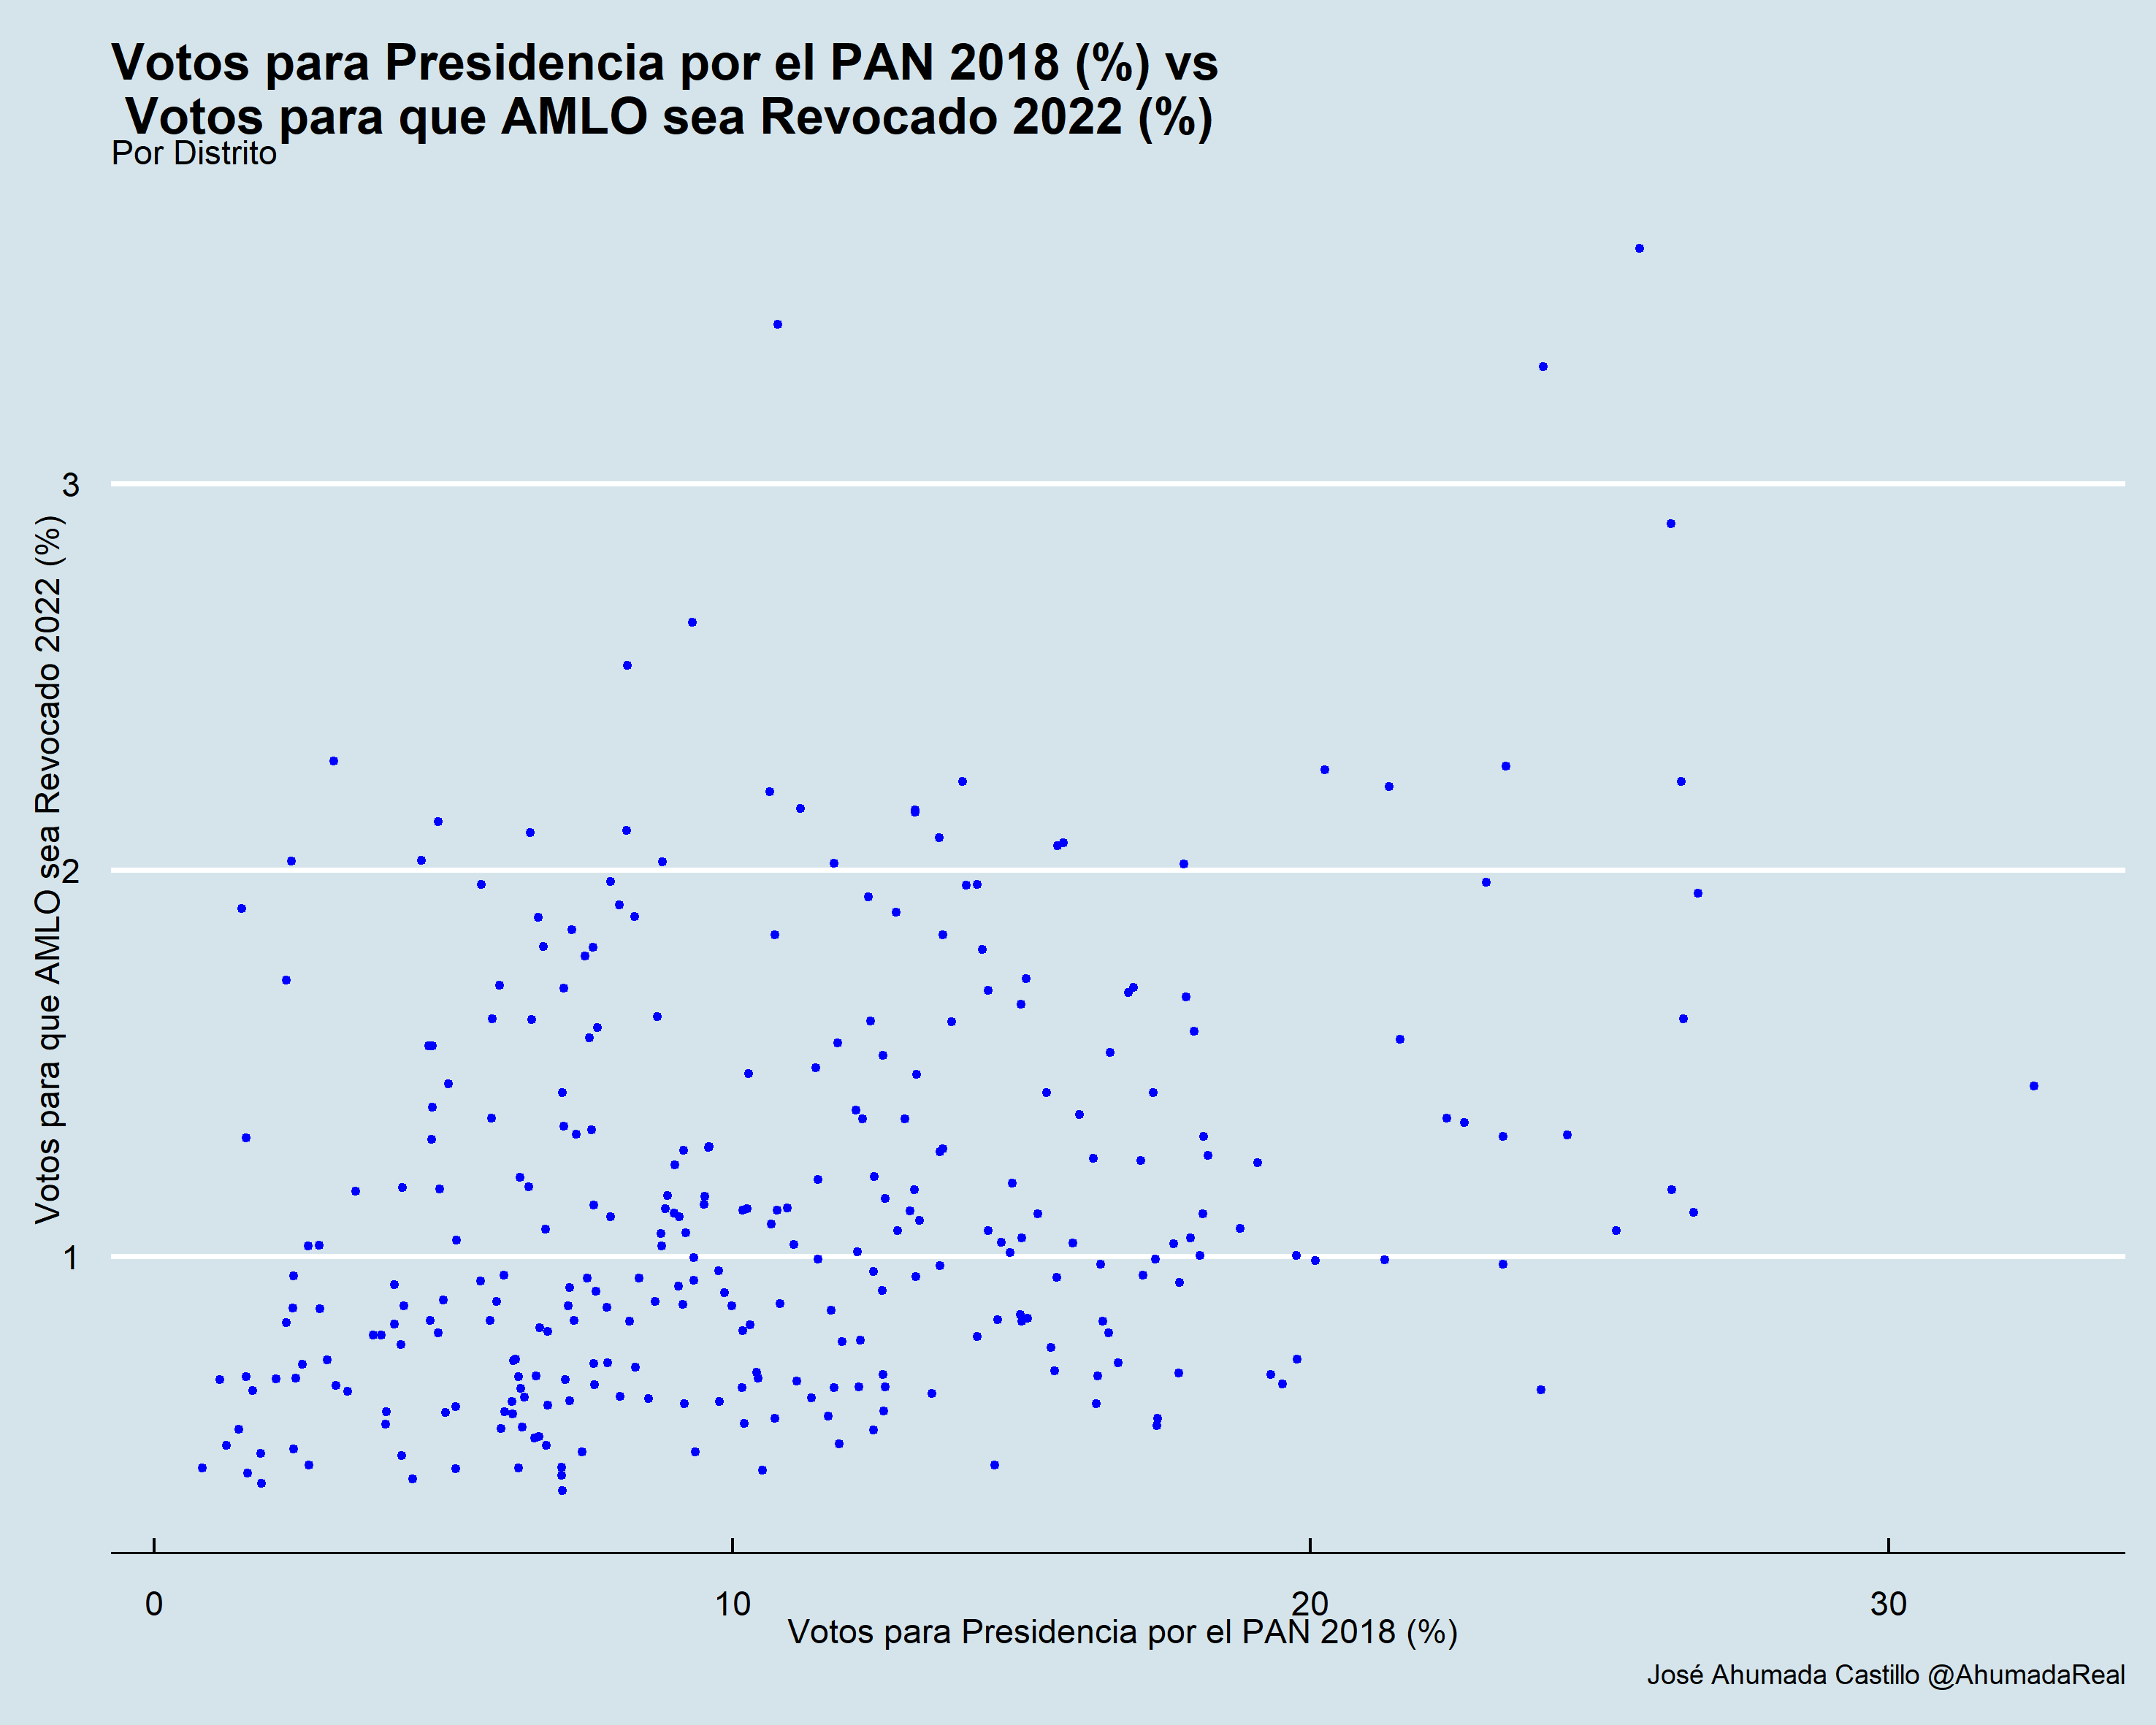 Votos para Presidencia por el PAN 2018 (%) vs
Votos para que AMLO sea Revocado 2022 (%)
Por Distrito
Votos para que AMLO sea Revocado 2022 (%)
3
2
1
0
10
20
30
Votos para Presidencia por el PAN 2018 (%)
José Ahumada Castillo @AhumadaReal